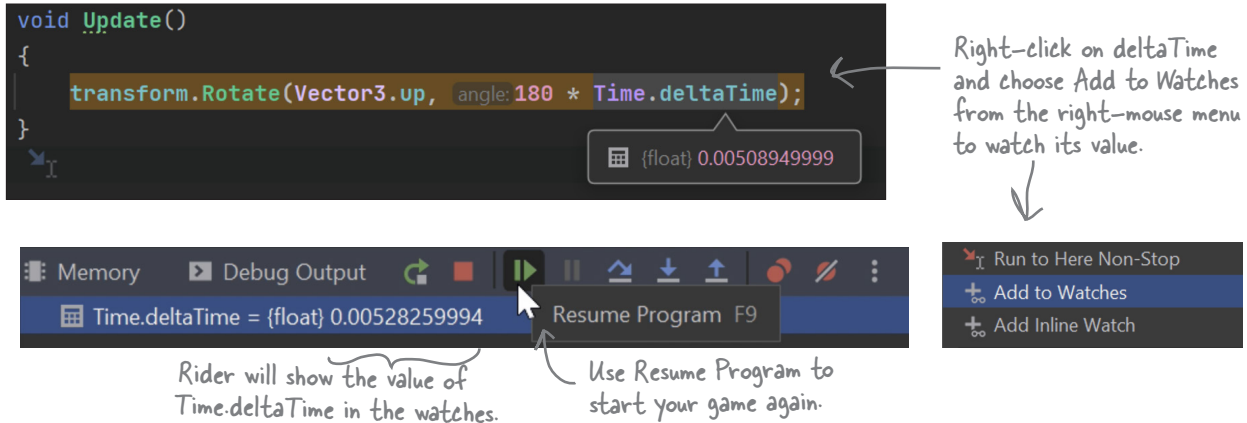 void Update()
{
transform.Rotate(Vector3.up, angle: 180 * Time.deltaTime);
}
{float} 0.00508949999
Right-click on deltaTime
and choose Add to Watches
from the right-mouse menu
to watch its value.
Memory Debug Output
Time.deltaTime = {float} 0.00528259994
Resume Program F9
Run to Here Non-Stop
Add to Watches
Add Inline Watch
Rider will show the value of
Time.deltaTime in the watches.
Use Resume Program to
start your game again.